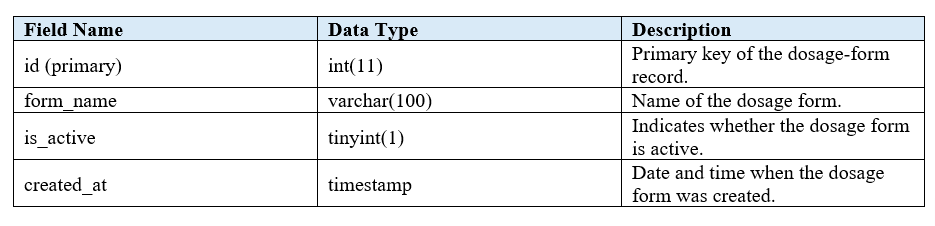 Field Name Data Type Description
id (primary) int(11) Primary key of the dosage-form
record.
form_name varchar(100) Name of the dosage form.
is_active tinyint(1) Indicates whether the dosage form
is active.
created_at timestamp Date and time when the dosage
form was created.